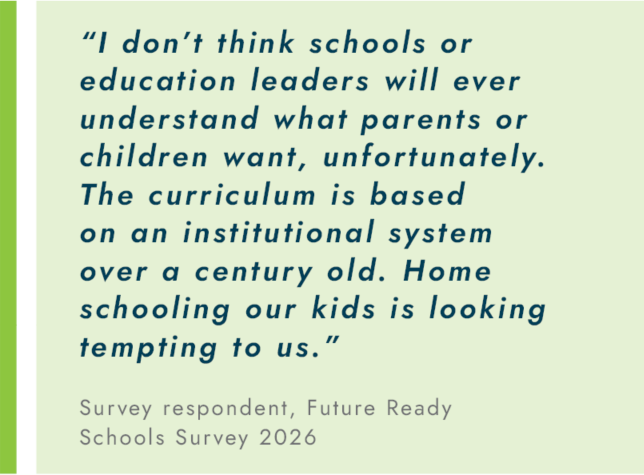 “I don’t think schools or
education leaders will ever
understand what parents or
children want, unfortunately.
The curriculum is based
on an institutional system
over a century old. Home
schooling our kids is looking
tempting to us.”
Survey respondent, Future Ready
Schools Survey 2026